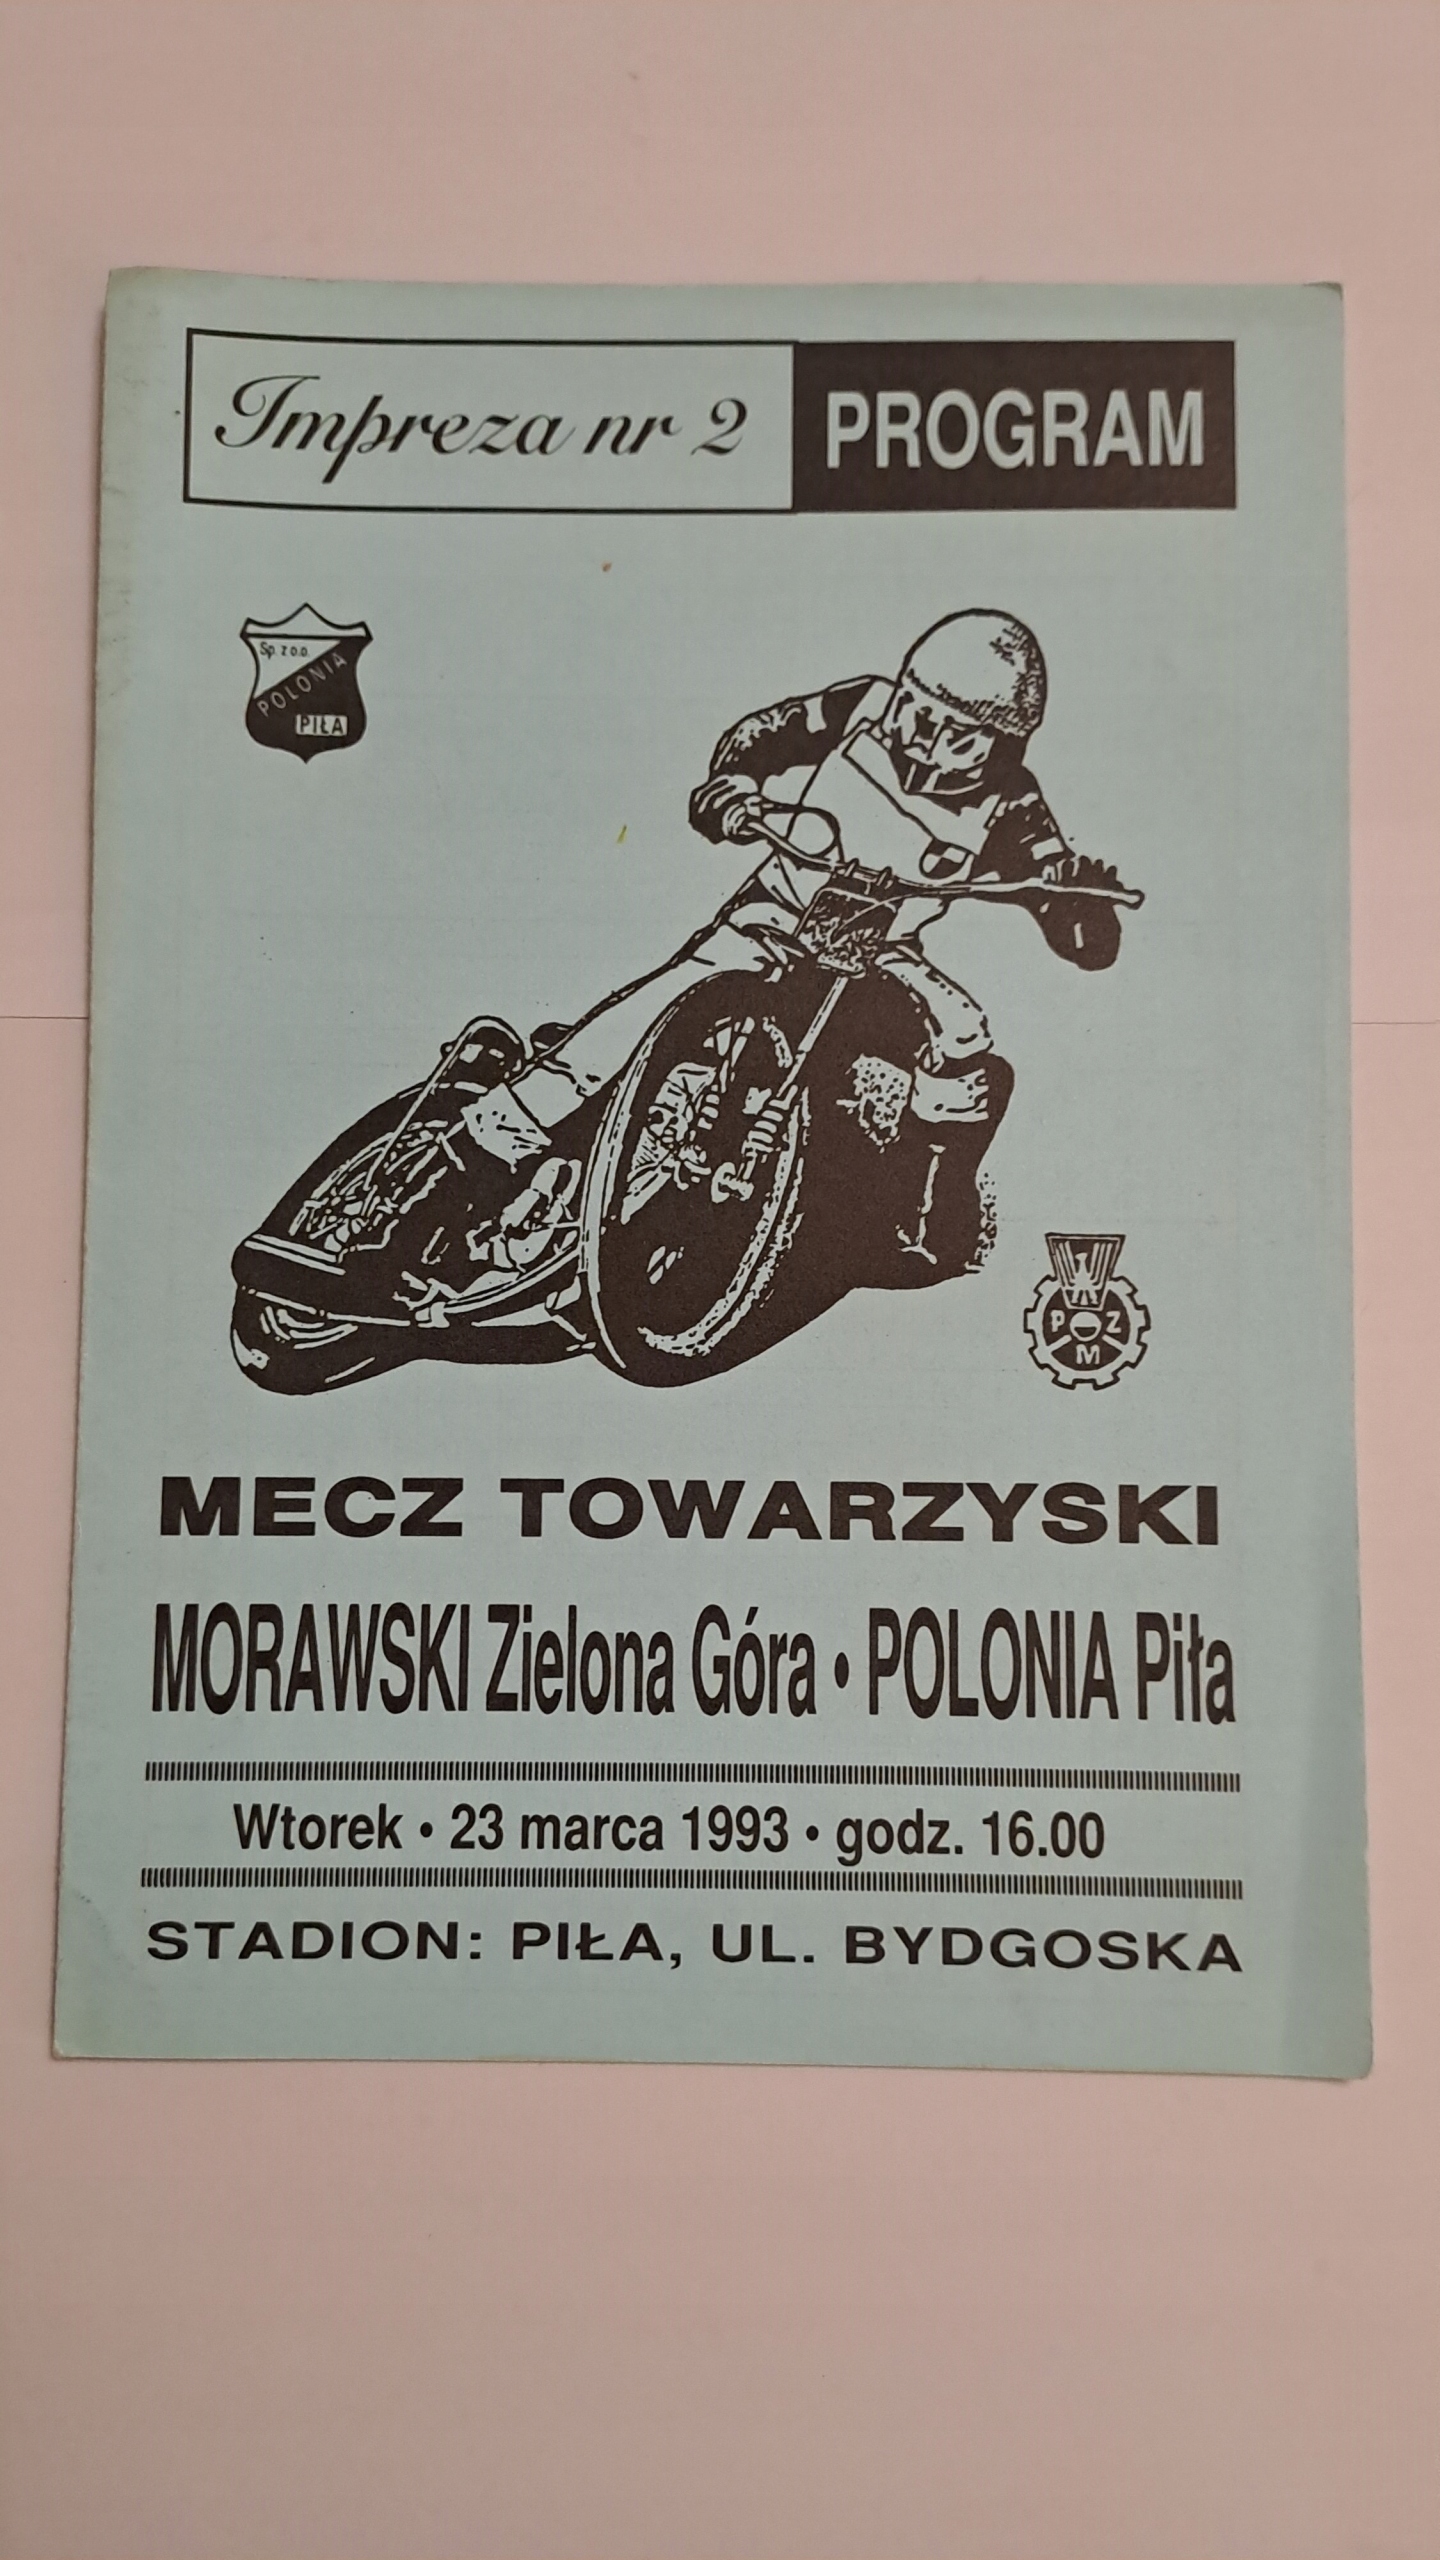 Impreza nr 2 PROGRAM
Sp. z o.o.
POLONIA
PIŁA
P Z
M
MECZ TOWARZYSKI
MORAWSKI Zielona Góra • POLONIA Piła
Wtorek • 23 marca 1993 • godz. 16.00
STADION: PIŁA, UL. BYDGOSKA